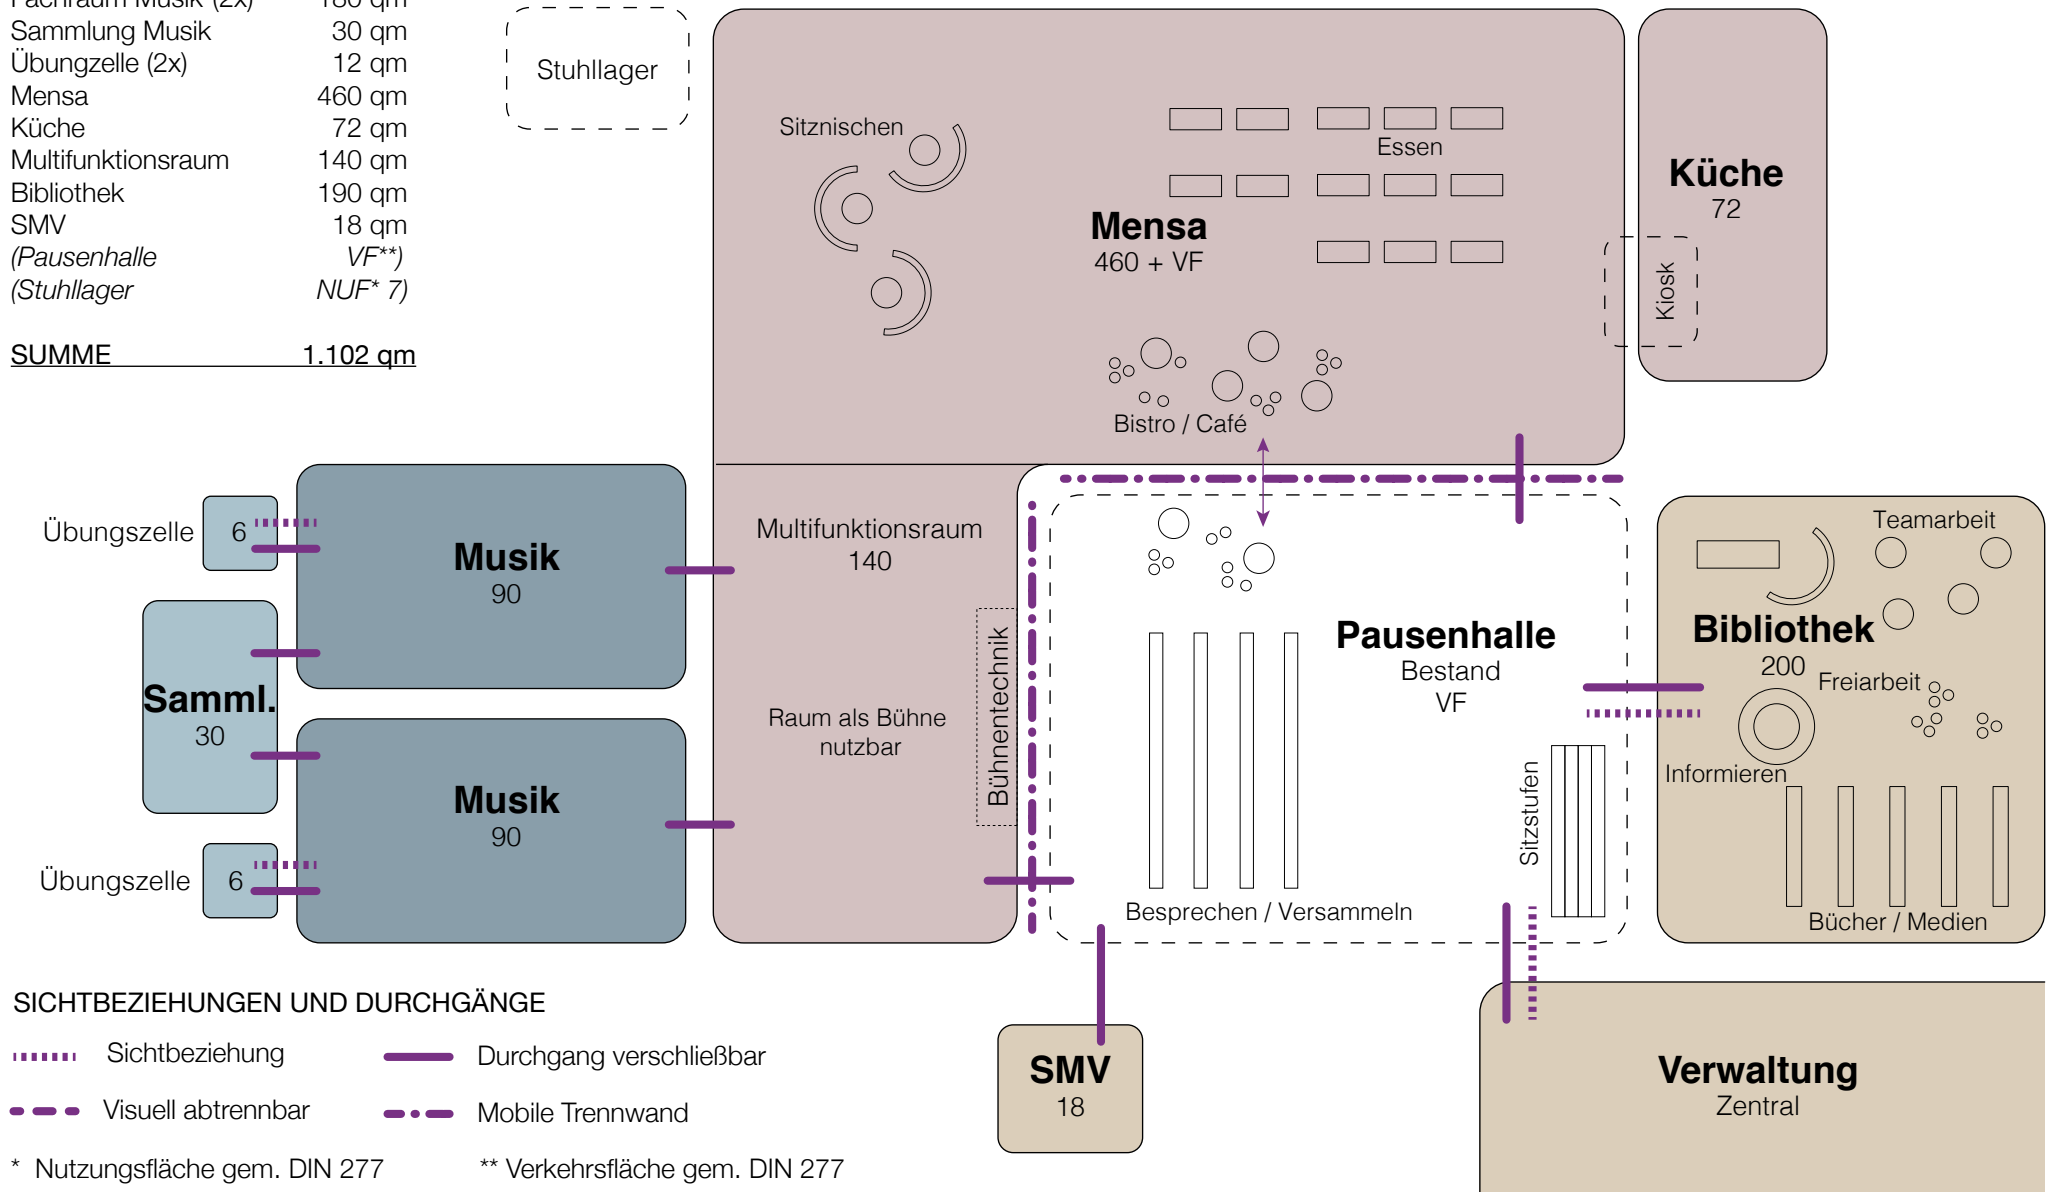 Fachraum Musik (2x) 180 qm
Sammlung Musik 30 qm
Übungzelle (2x) 12 qm
Mensa 460 qm
Küche 72 qm
Multifunktionsraum 140 qm
Bibliothek 190 qm
SMV 18 qm
(Pausenhalle VF**)
(Stuhllager NUF* 7)
SUMME 1.102 qm
Stuhllager
Sitznischen
Essen
Mensa
460 + VF
Bistro / Café
Küche
72
Kiosk
Übungszelle
6
Musik
90
Samml.
30
Musik
90
Übungszelle
6
Multifunktionsraum
140
Raum als Bühne
nutzbar
Bühnentechnik
Pausenhalle
Bestand
VF
Sitzstufen
Besprechen / Versammeln
Teamarbeit
Bibliothek
200
Freiarbeit
Informieren
Bücher / Medien
SMV
18
Verwaltung
Zentral
SICHTBEZIEHUNGEN UND DURCHGÄNGE
Sichtbeziehung
Durchgang verschließbar
Visuell abtrennbar
Mobile Trennwand
* Nutzungsfläche gem. DIN 277
** Verkehrsfläche gem. DIN 277